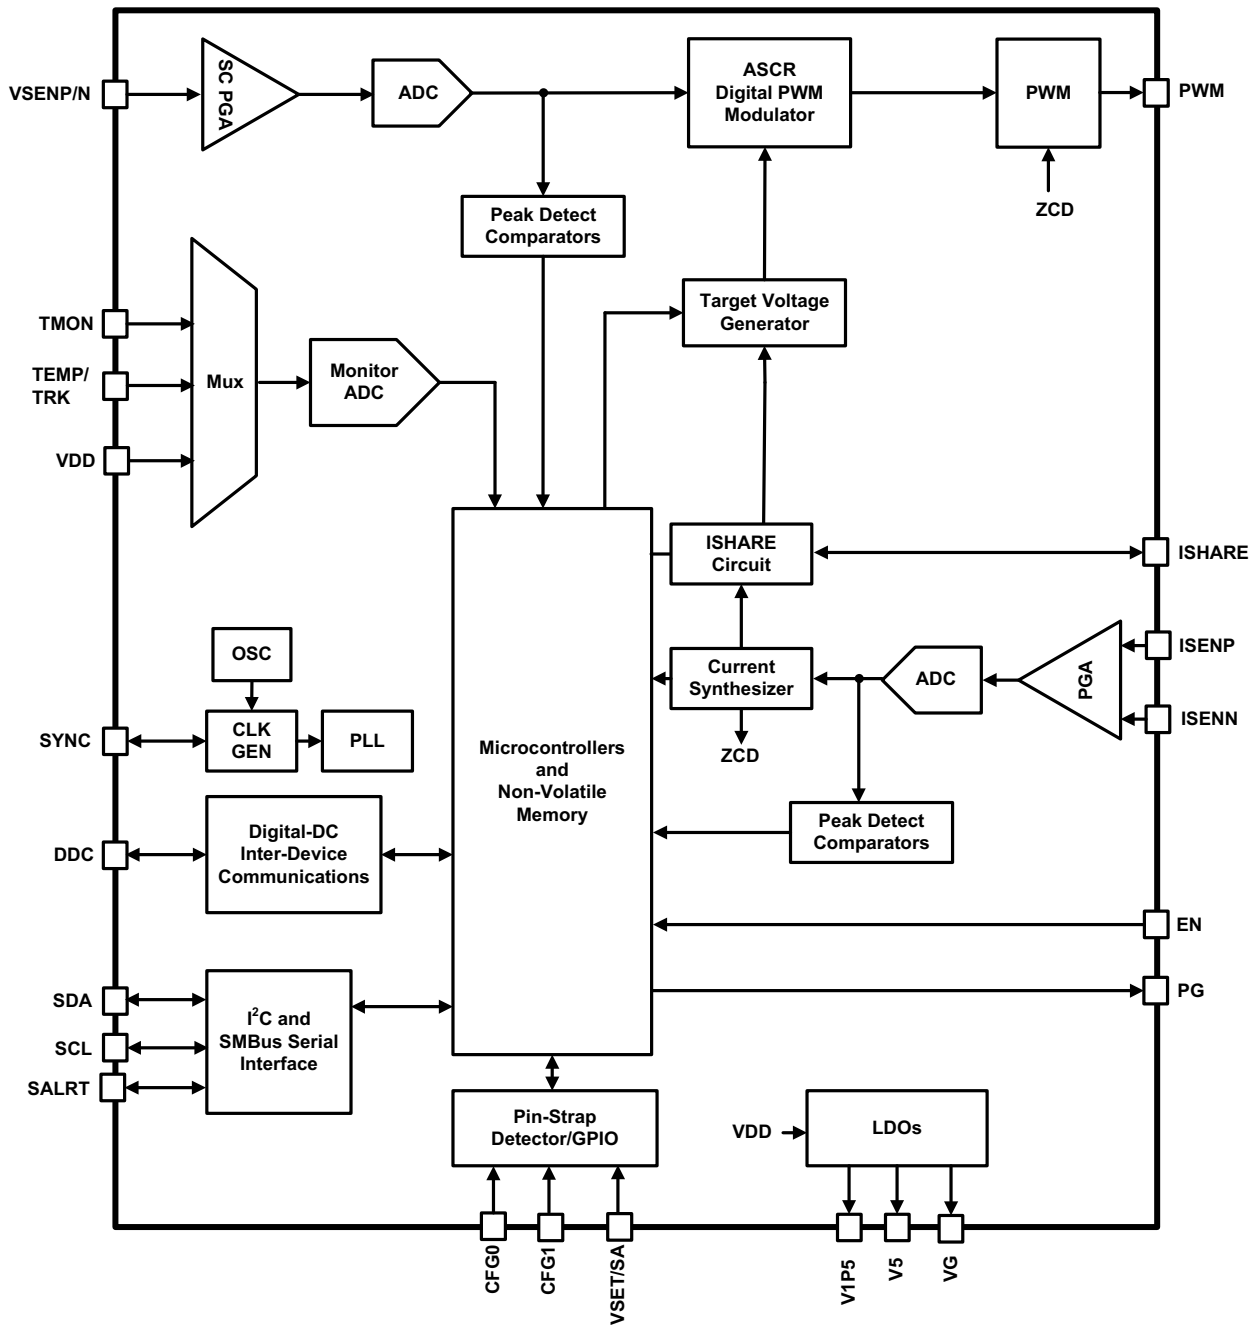 VSENP/N
SC PGA
ADC
ASCR
Digital PWM
Modulator
PWM
PWM
ZCD
Peak Detect
Comparators
TMON
TEMP/
TRK
VDD
Mux
Monitor
ADC
Target Voltage
Generator
ISHARE
Circuit
ISHARE
OSC
CLK
GEN
PLL
SYNC
Microcontrollers
and
Non-Volatile
Memory
Current
Synthesizer
ZCD
ADC
PGA
ISENP
ISENN
Peak Detect
Comparators
DDC
Digital-DC
Inter-Device
Communications
EN
PG
SDA
SCL
SALRT
I²C and
SMBus Serial
Interface
Pin-Strap
Detector/GPIO
VDD
LDOs
CFG0
CFG1
VSET/SA
V1P5
V5
VG